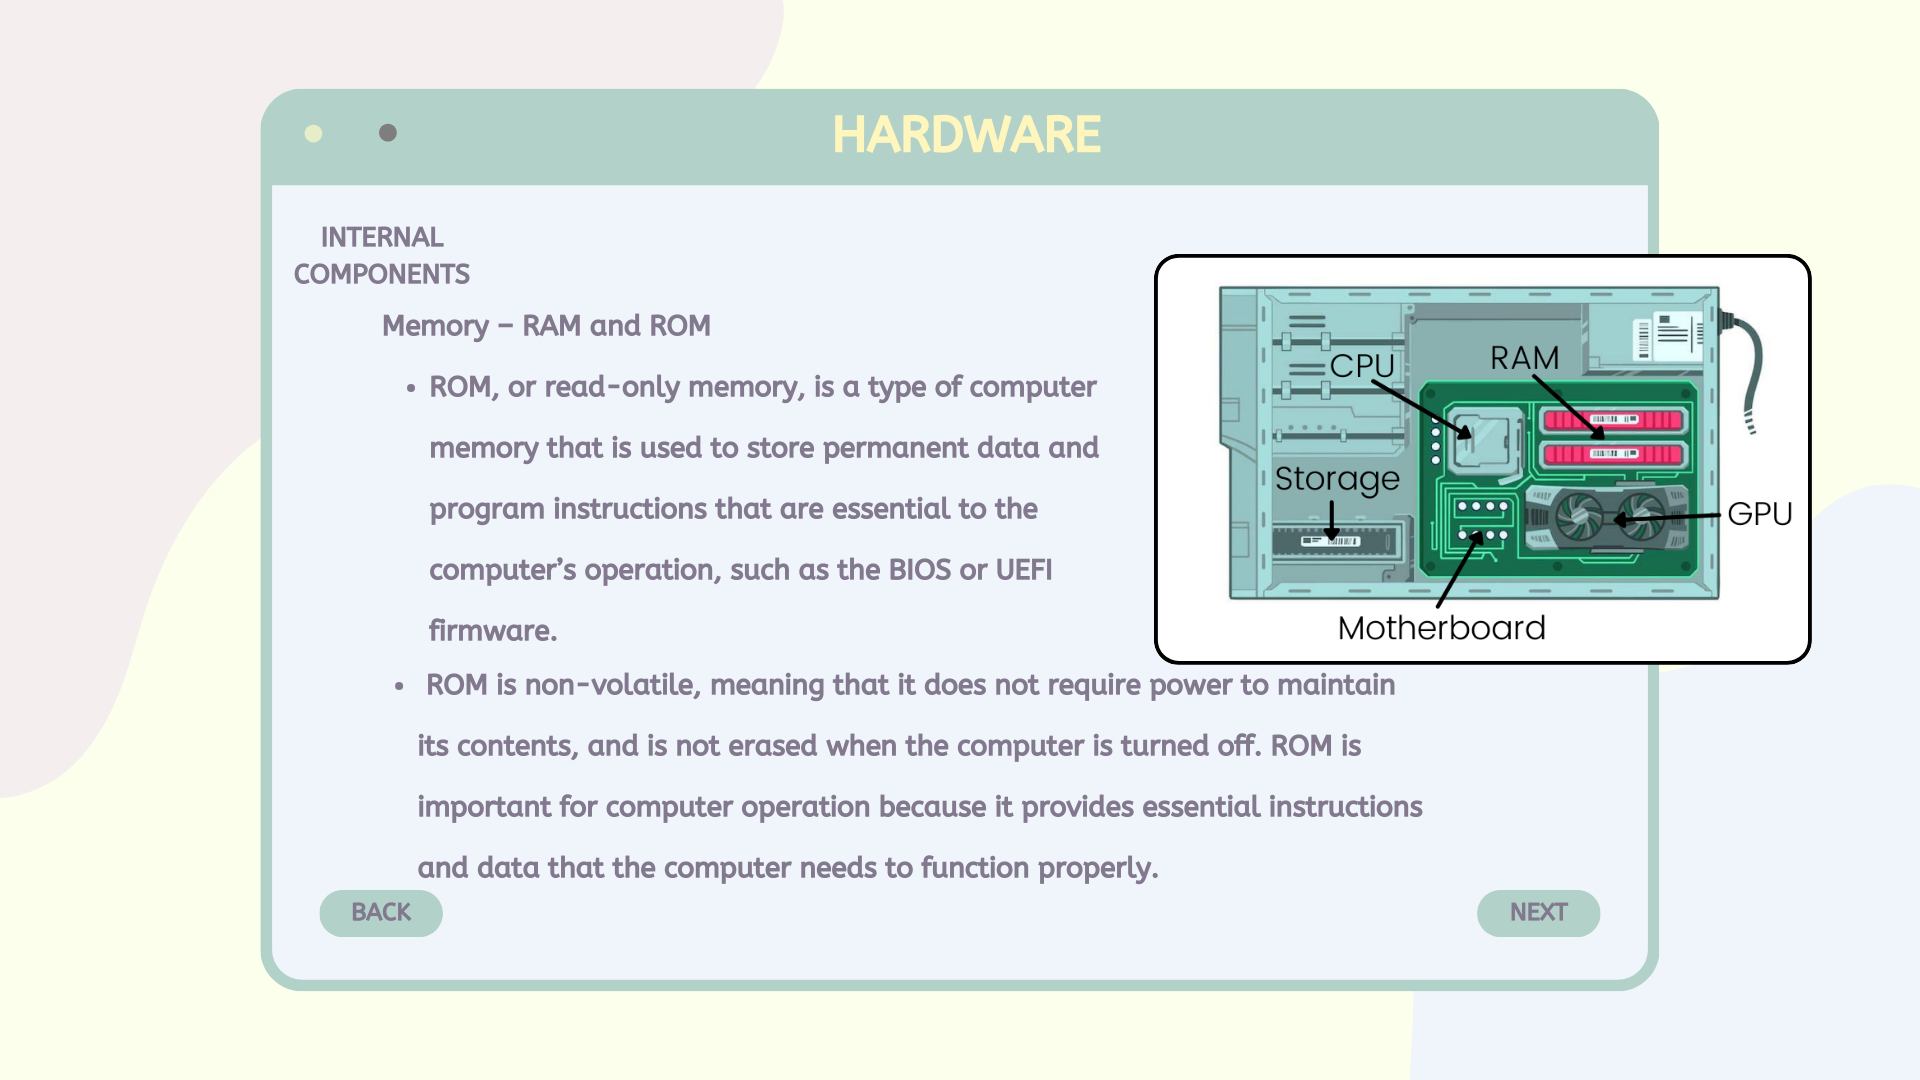 HARDWARE
INTERNAL
COMPONENTS
Memory – RAM and ROM
• ROM, or read-only memory, is a type of computer
memory that is used to store permanent data and
program instructions that are essential to the
computer’s operation, such as the BIOS or UEFI
firmware.
• ROM is non-volatile, meaning that it does not require power to maintain
its contents, and is not erased when the computer is turned off. ROM is
important for computer operation because it provides essential instructions
and data that the computer needs to function properly.
CPU
RAM
Storage
GPU
Motherboard
BACK
NEXT